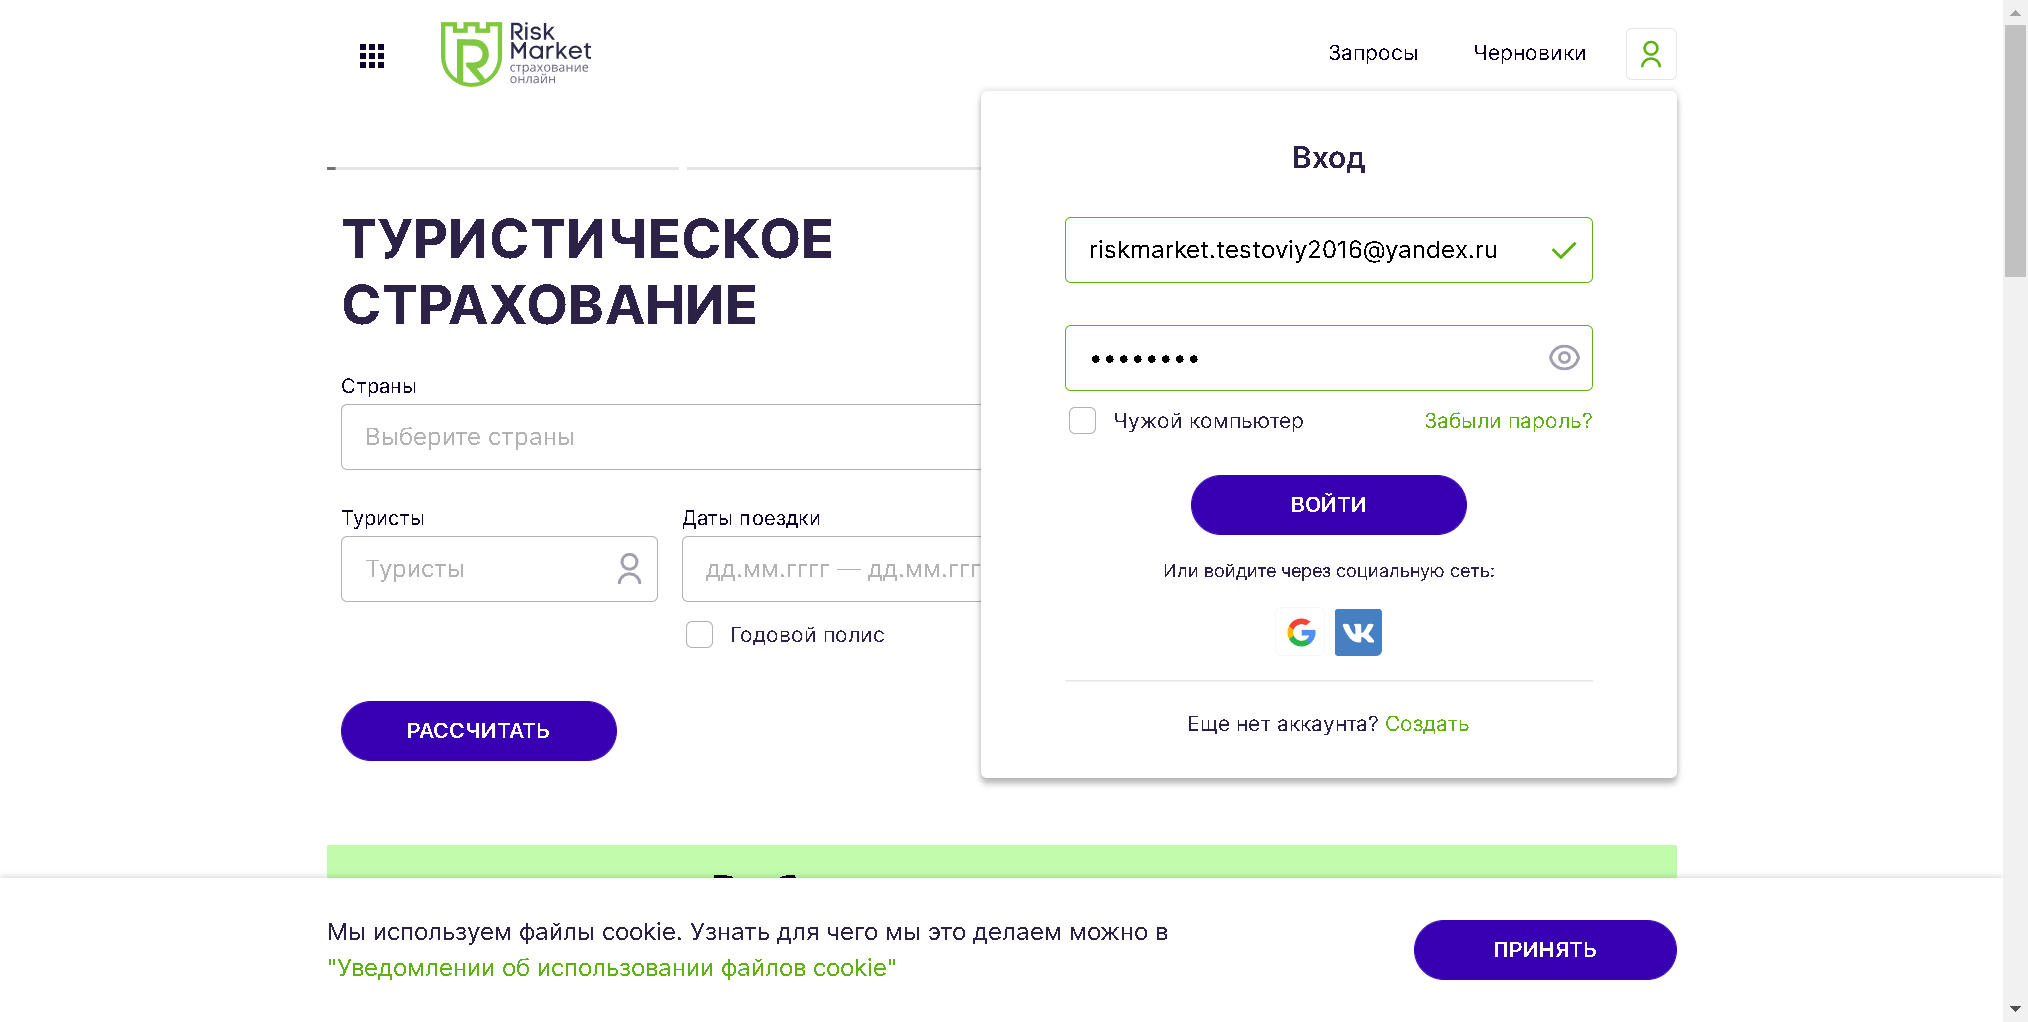 Risk
Market
страхование
онлайн
Запросы
Черновики
Вход
riskmarket.testoviy2016@yandex.ru
••••••••
Чужой компьютер
Забыли пароль?
ВОЙТИ
Или войдите через социальную сеть:
Еще нет аккаунта? Создать
ТУРИСТИЧЕСКОЕ
СТРАХОВАНИЕ
Страны
Выберите страны
Туристы
Туристы
Даты поездки
дд.мм.гггг — дд.мм.ггг
Годовой полис
РАССЧИТАТЬ
Мы используем файлы cookie. Узнать для чего мы это делаем можно в
"Уведомлении об использовании файлов cookie"
ПРИНЯТЬ